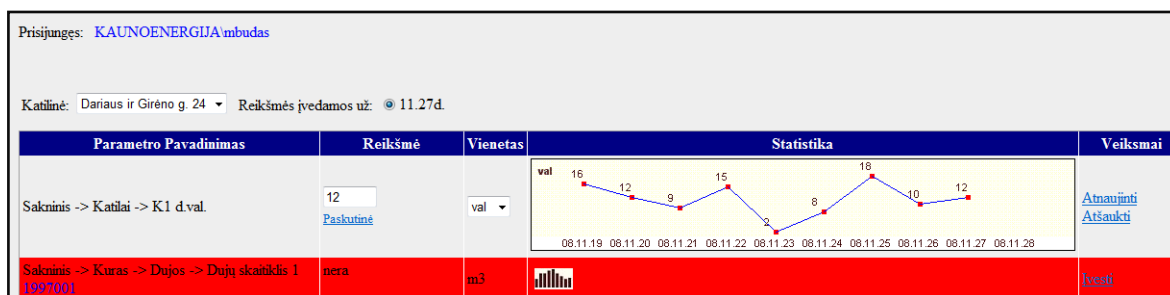 Prisijungęs: KAUNOENERGIJA\mbudas
Katilinė: Dariaus ir Girėno g. 24 Reikšmės įvedamos už: 11.27d.
Parametro Pavadinimas Reikšmė Vienetas Statistika Veiksmai
Sakninis -> Katilai -> K1 d.val.
12
Paskutinė
val
val
16 12 9 15 2 8 18 10 12
08.11.19 08.11.20 08.11.21 08.11.22 08.11.23 08.11.24 08.11.25 08.11.26 08.11.27 08.11.28
Atnaujinti
Atšaukti
Sakninis -> Kuras -> Dujos -> Dujų skaitiklis 1
1997001
nera
m3
Įvesti